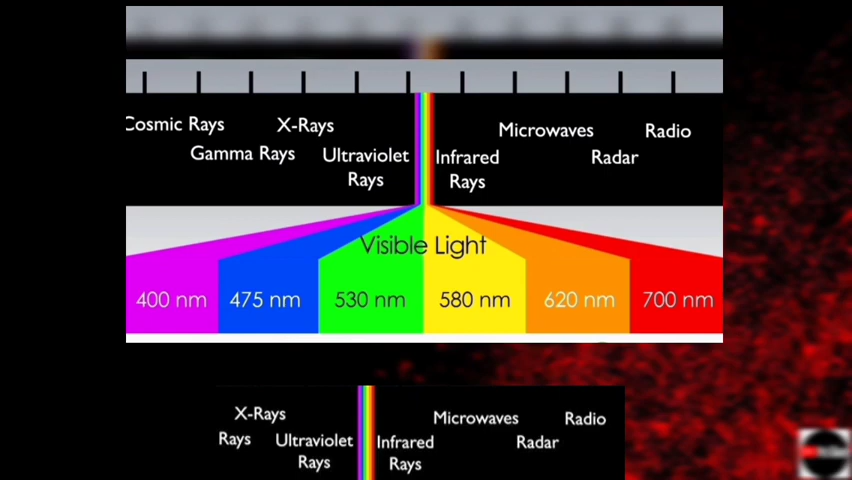 Cosmic Rays
X-Rays
Microwaves
Radio
Gamma Rays
Ultraviolet
Rays
Infrared
Rays
Radar
Visible Light
400 nm
475 nm
530 nm
580 nm
620 nm
700 nm
X-Rays
Microwaves
Radio
Rays
Ultraviolet
Rays
Infrared
Rays
Radar